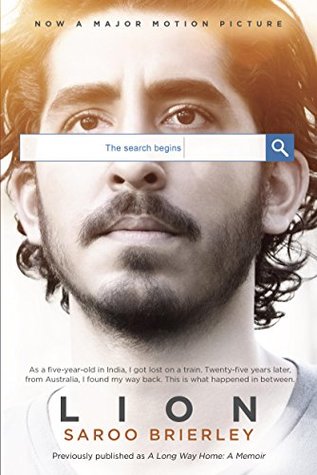 NOW A MAJOR MOTION PICTURE
The search begins
As a five-year-old in India, I got lost on a train. Twenty-five years later,
from Australia, I found my way back. This is what happened in between.
LION
SAROO BRIERLEY
Previously published as A Long Way Home: A Memoir